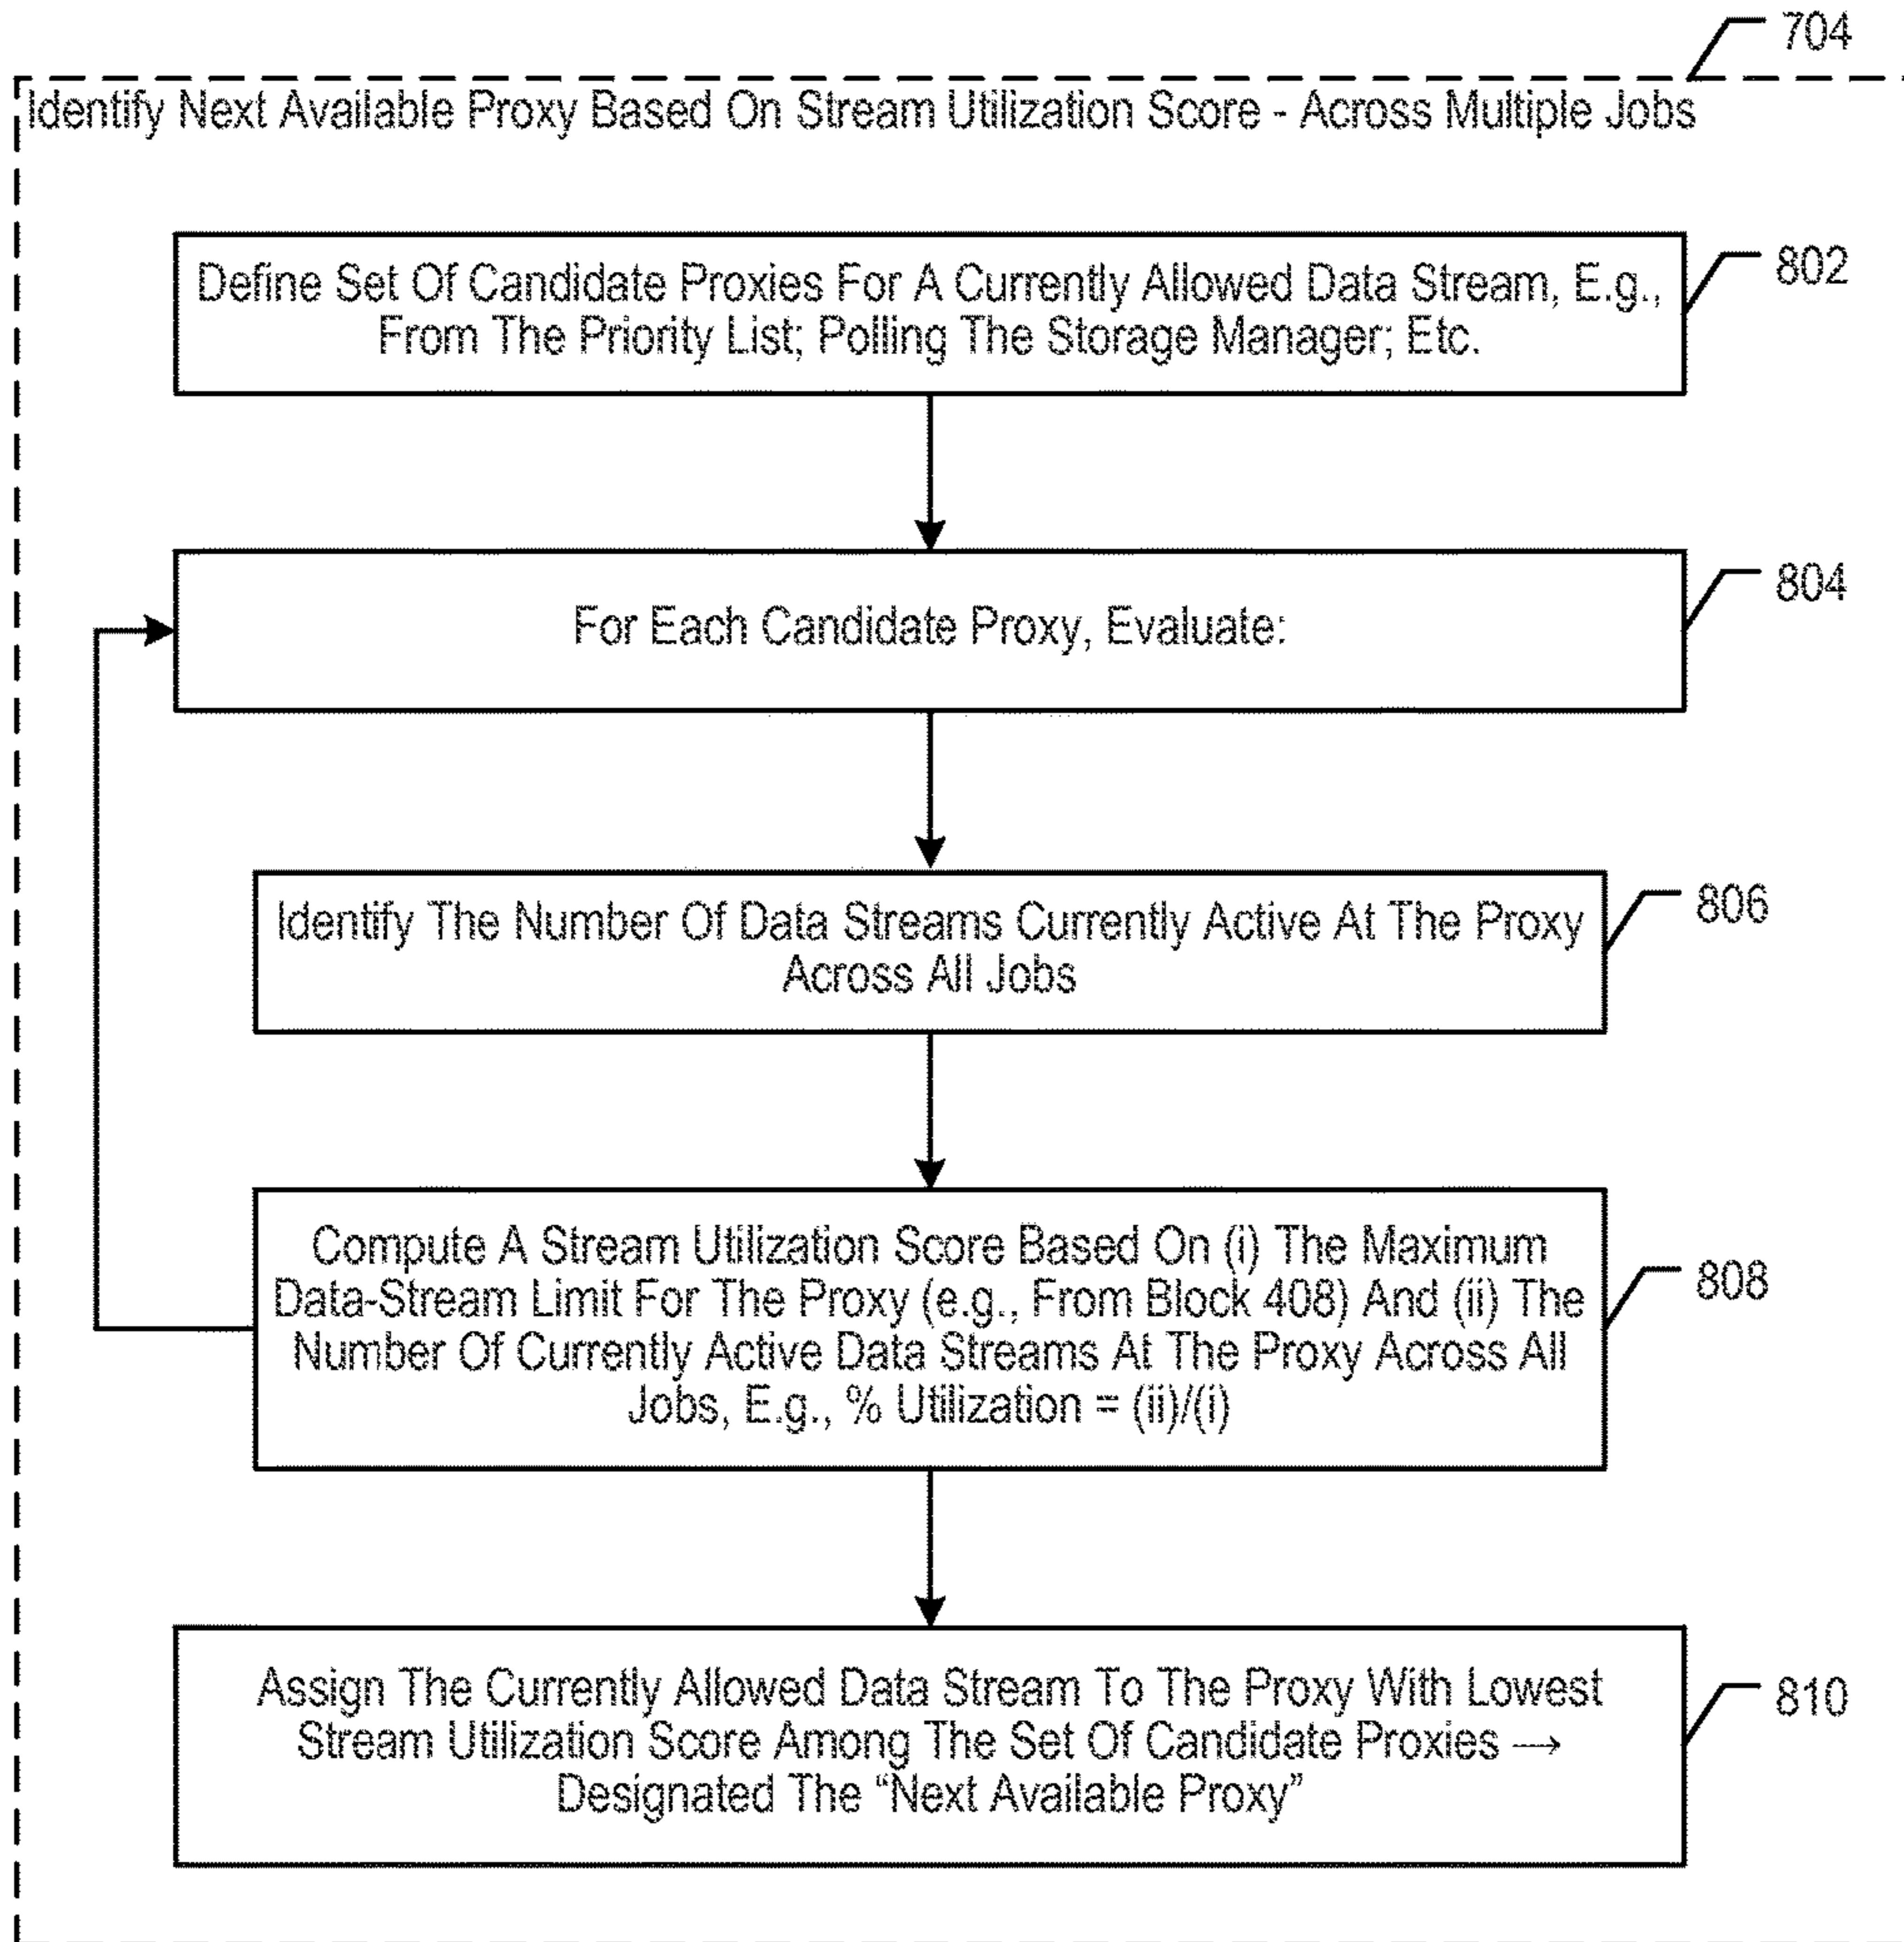 704
Identify Next Available Proxy Based On Stream Utilization Score - Across Multiple Jobs
Define Set Of Candidate Proxies For A Currently Allowed Data Stream, E.g.,
From The Priority List; Polling The Storage Manager; Etc.
802
For Each Candidate Proxy, Evaluate:
804
Identify The Number Of Data Streams Currently Active At The Proxy
Across All Jobs
806
Compute A Stream Utilization Score Based On (i) The Maximum
Data-Stream Limit For The Proxy (e.g., From Block 408) And (ii) The
Number Of Currently Active Data Streams At The Proxy Across All
Jobs, E.g., % Utilization = (ii)/(i)
808
Assign The Currently Allowed Data Stream To The Proxy With Lowest
Stream Utilization Score Among The Set Of Candidate Proxies →
Designated The “Next Available Proxy”
810